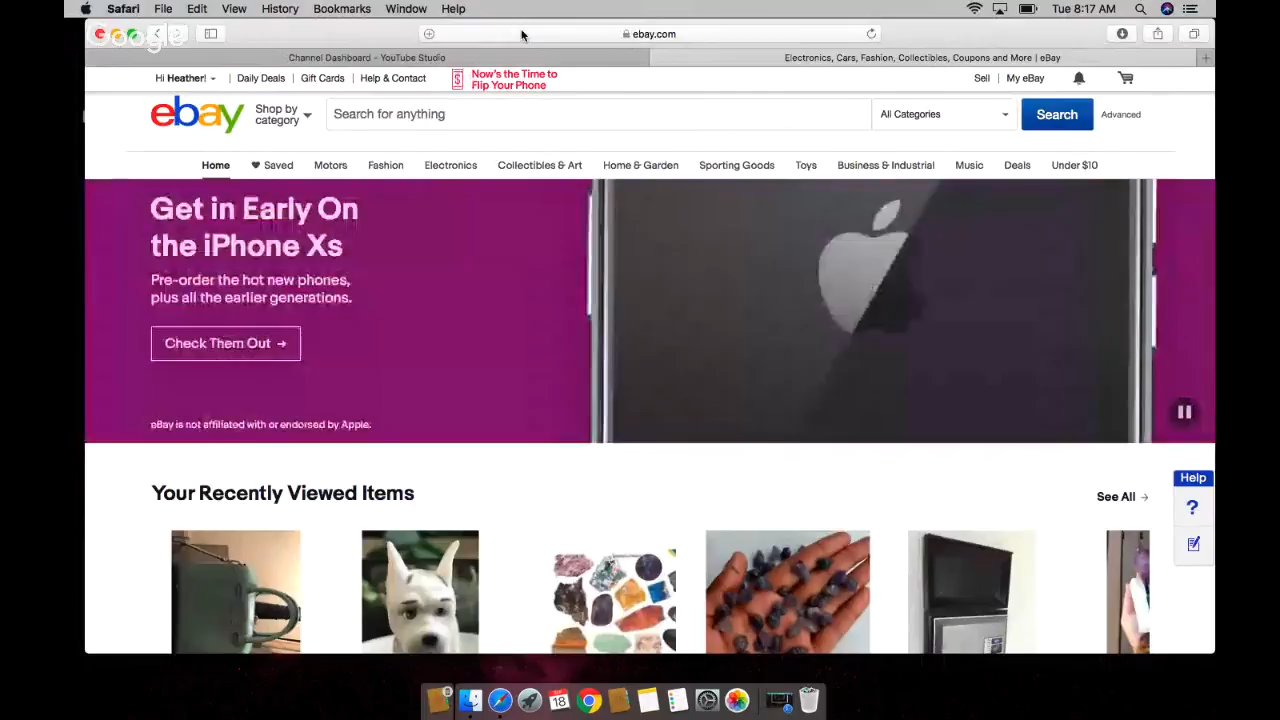 Safari File Edit View History Bookmarks Window Help Tue 8:17 AM
Google
ebay.com
Channel Dashboard - YouTube Studio Electronics, Cars, Fashion, Collectibles, Coupons and More | eBay
Hi Heather! Daily Deals Gift Cards Help & Contact Now's the Time to Sell My eBay
Flip Your Phone
ebay Shop by category Search for anything All Categories Search Advanced
Home Saved Motors Fashion Electronics Collectibles & Art Home & Garden Sporting Goods Toys Business & Industrial Music Deals Under $10
Get in Early On
the iPhone Xs
Pre-order the hot new phones,
plus all the earlier generations.
Check Them Out →
eBay is not affiliated with or endorsed by Apple.
Help
?
Your Recently Viewed Items See All →
18